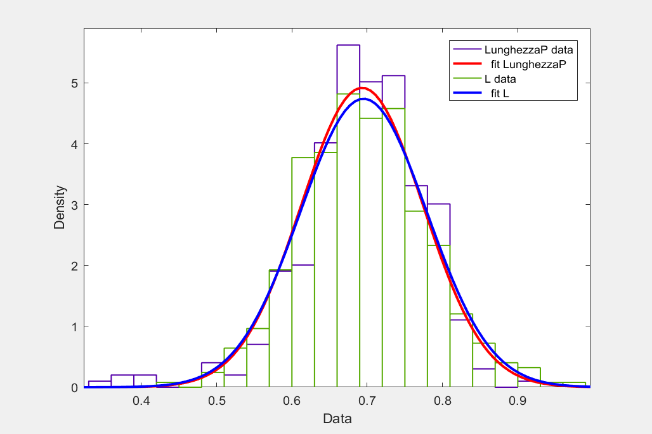 LunghezzaP data
fit LunghezzaP
L data
fit L
5
4
3
2
1
0
Density
0.4 0.5 0.6 0.7 0.8 0.9
Data